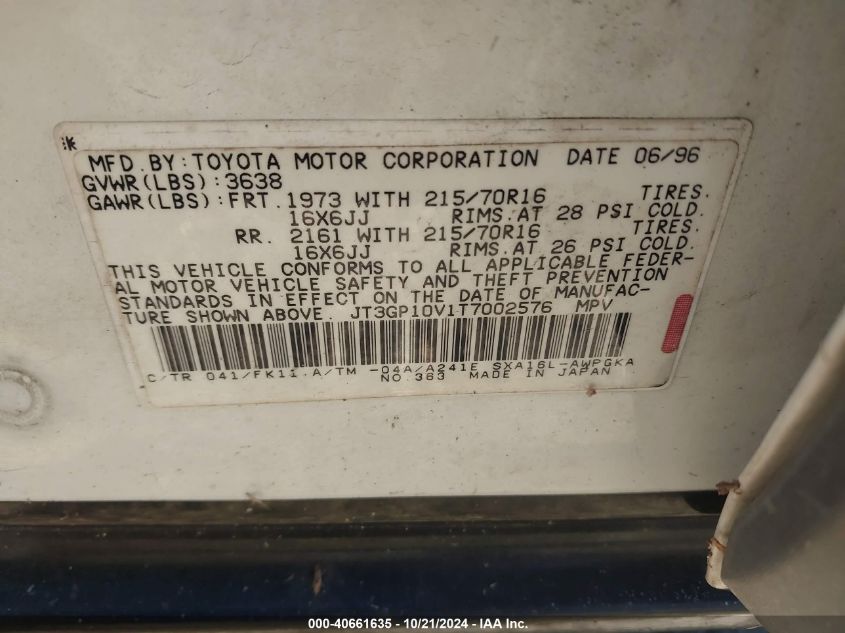 MFD.BY:TOYOTA MOTOR CORPORATION DATE 06/96
GVWR(LBS):3638
GAWR(LBS):FRT.1973 WITH 215/70R16 TIRES.
16X6JJ RIMS.AT 28 PSI COLD.
RR. 2161 WITH 215/70R16 TIRES.
16X6JJ RIMS.AT 26 PSI COLD.
THIS VEHICLE CONFORMS TO ALL APPLICABLE FEDER-
AL MOTOR VEHICLE SAFETY AND THEFT PREVENTION
STANDARDS IN EFFECT ON THE DATE OF MANUFAC-
TURE SHOWN ABOVE. JT3GP10V1T7002576 MPV
C/TR 041/FK11.A/TM -04A/A241E SXA16L-AWPGKA
NO.383 MADE IN JAPAN
000-40661635 - 10/21/2024 - IAA Inc.